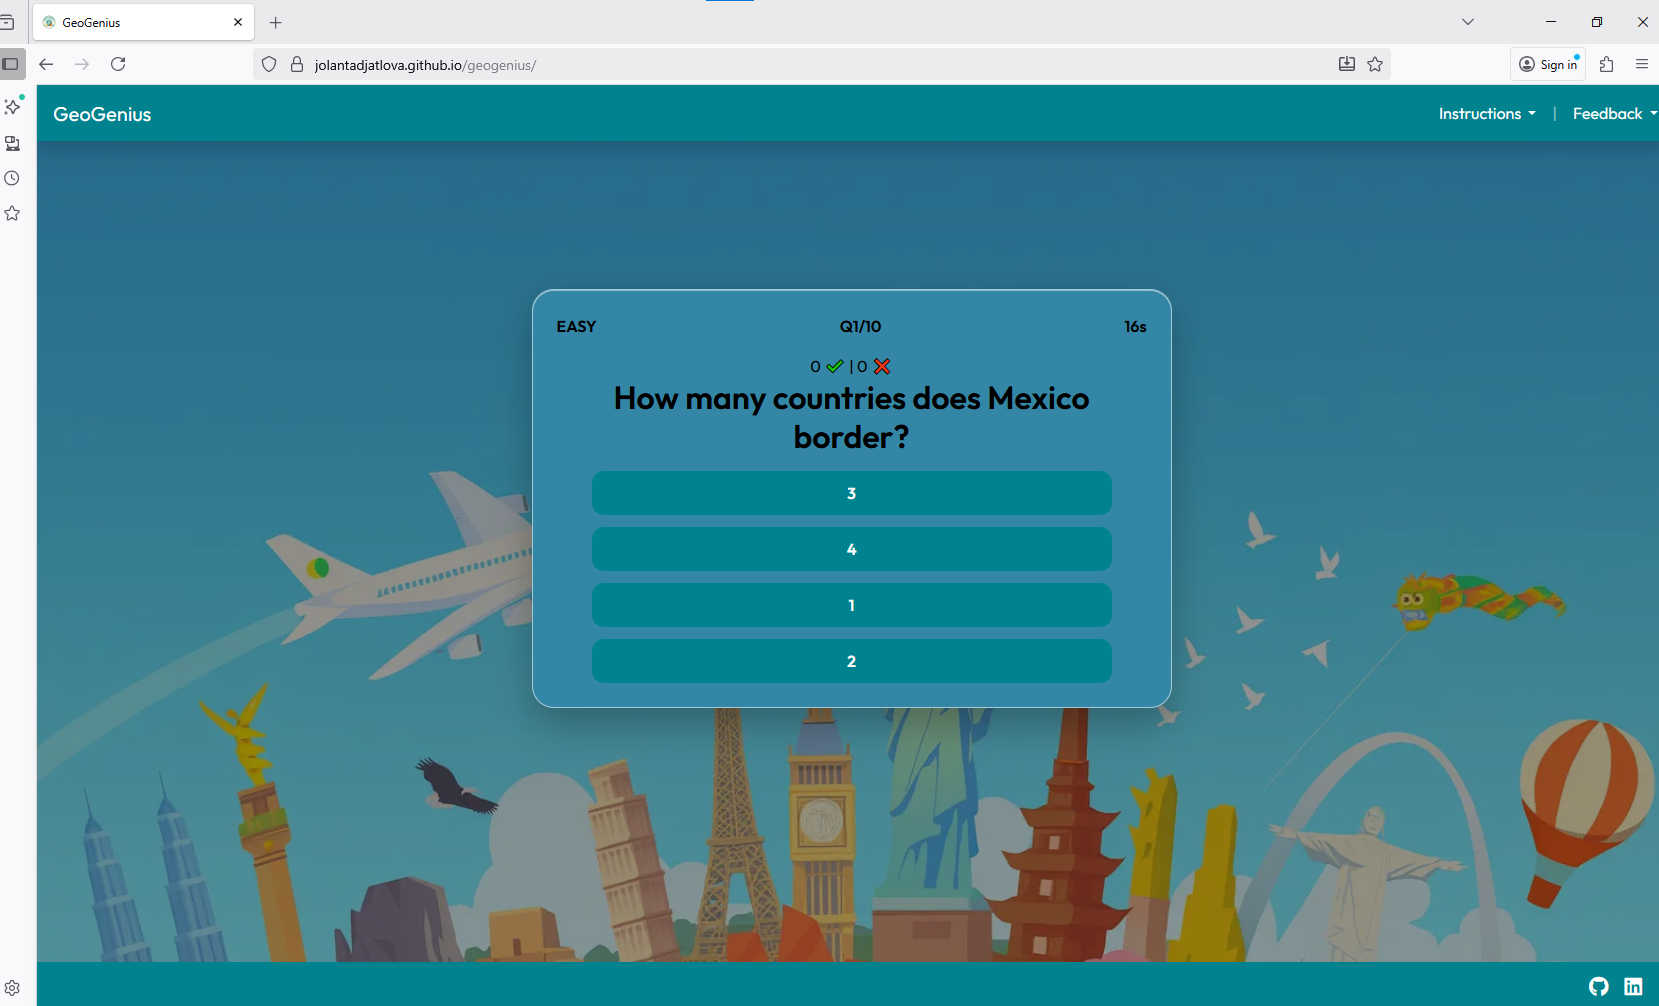 GeoGenius
jolantadjatlova.github.io/geogenius/
Sign in
GeoGenius
Instructions | Feedback
EASY Q1/10 16s
0 ✔ | 0 ❌
How many countries does Mexico
border?
3
4
1
2